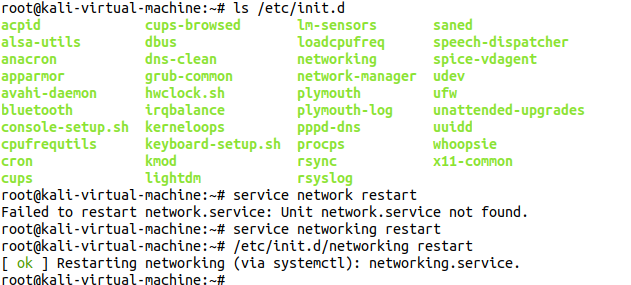 root@kali-virtual-machine:~# ls /etc/init.d
acpid cups-browsed lm-sensors saned
alsa-utils dbus loadcpufreq speech-dispatcher
anacron dns-clean networking spice-vdagent
apparmor grub-common network-manager udev
avahi-daemon hwclock.sh plymouth ufw
bluetooth irqbalance plymouth-log unattended-upgrades
console-setup.sh kerneloops pppd-dns uuidd
cpufrequtils keyboard-setup.sh procps whoopsie
cron kmod rsync x11-common
cups lightdm rsyslog
root@kali-virtual-machine:~# service network restart
Failed to restart network.service: Unit network.service not found.
root@kali-virtual-machine:~# service networking restart
root@kali-virtual-machine:~# /etc/init.d/networking restart
[ ok ] Restarting networking (via systemctl): networking.service.
root@kali-virtual-machine:~#